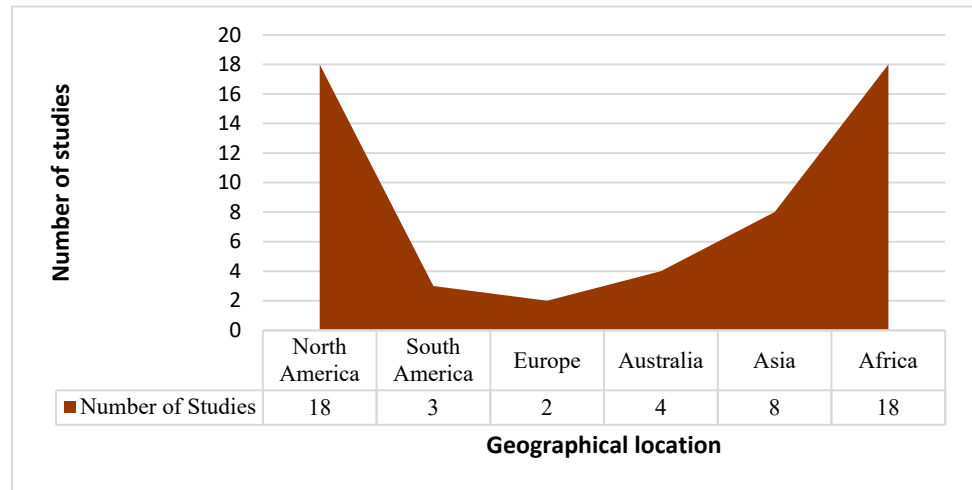 20
18
16
14
12
10
8
6
4
2
0
Number of studies
North America
South America
Europe
Australia
Asia
Africa
Number of Studies 18 3 2 4 8 18
Geographical location